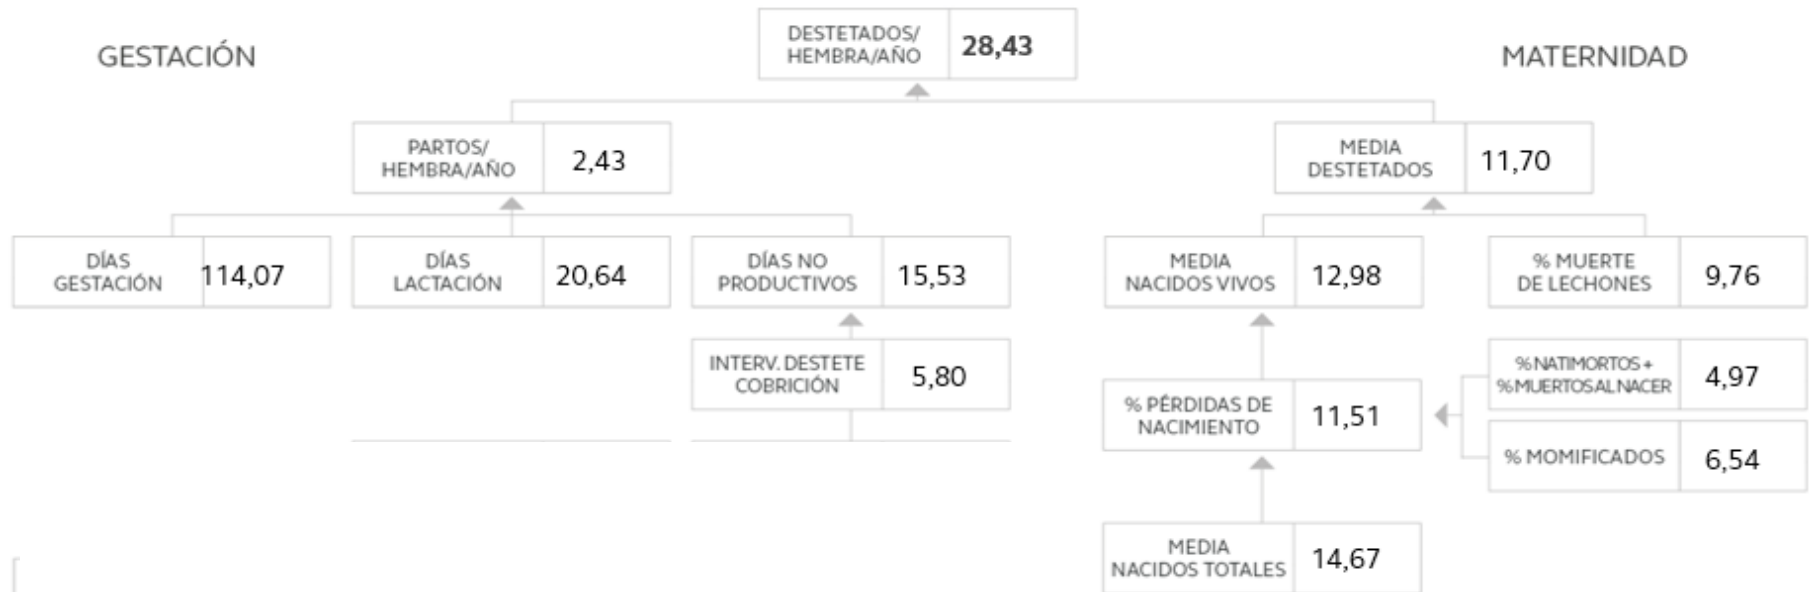 GESTACIÓN
DESTETADOS/
HEMBRA/AÑO
28,43
MATERNIDAD
PARTOS/
HEMBRA/AÑO
2,43
MEDIA
DESTETADOS
11,70
DÍAS
GESTACIÓN
114,07
DÍAS
LACTACIÓN
20,64
DÍAS NO
PRODUCTIVOS
15,53
MEDIA
NACIDOS VIVOS
12,98
% MUERTE
DE LECHONES
9,76
INTERV. DESTETE
COBRICIÓN
5,80
% PÉRDIDAS DE
NACIMIENTO
11,51
% NATIMORTOS +
% MUERTOS AL NACER
4,97
% MOMIFICADOS
6,54
MEDIA
NACIDOS TOTALES
14,67